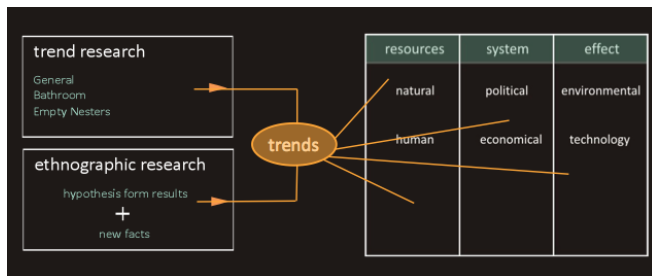 trend research
General
Bathroom
Empty Nesters
ethnographic research
hypothesis form results
+
new facts
trends
resources system effect
natural political environmental
human economical technology